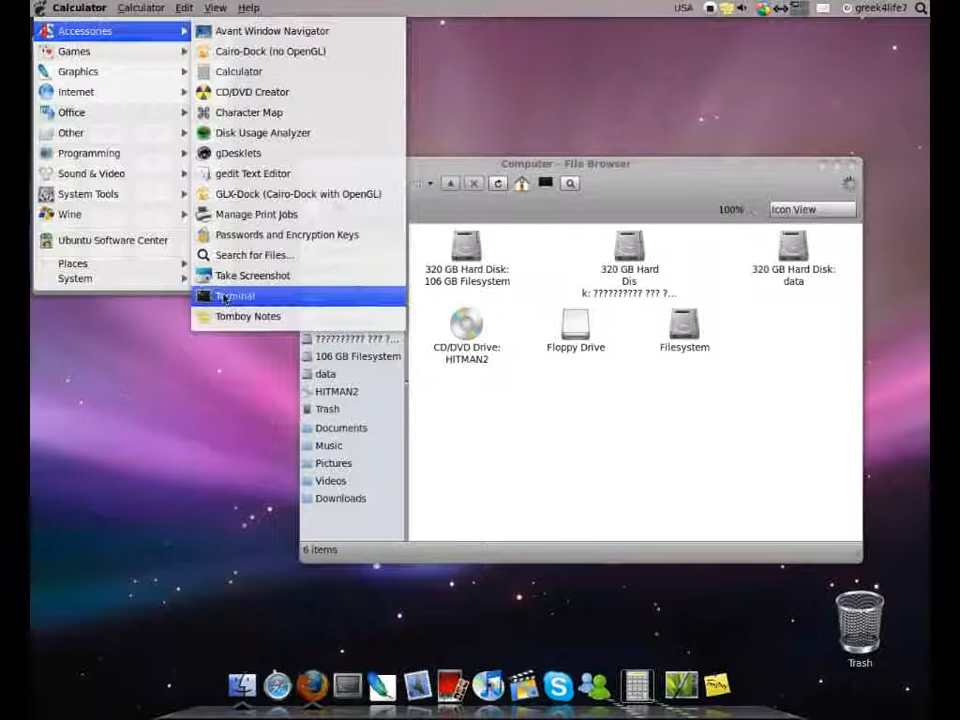 Calculator Calculator Edit View Help
USA greek4life7
Accessories
Games
Graphics
Internet
Office
Other
Programming
Sound & Video
System Tools
Wine
Ubuntu Software Center
Places
System
Avant Window Navigator
Cairo-Dock (no OpenGL)
Calculator
CD/DVD Creator
Character Map
Disk Usage Analyzer
gDesklets
gedit Text Editor
GLX-Dock (Cairo-Dock with OpenGL)
Manage Print Jobs
Passwords and Encryption Keys
Search for Files...
Take Screenshot
Terminal
Tomboy Notes
Computer - File Browser
100% Icon View
?????????? ??? ?...
106 GB Filesystem
data
HITMAN2
Trash
Documents
Music
Pictures
Videos
Downloads
320 GB Hard Disk:
106 GB Filesystem
320 GB Hard
Dis
k: ?????????? ??? ?...
320 GB Hard Disk:
data
CD/DVD Drive:
HITMAN2
Floppy Drive
Filesystem
6 items
Trash